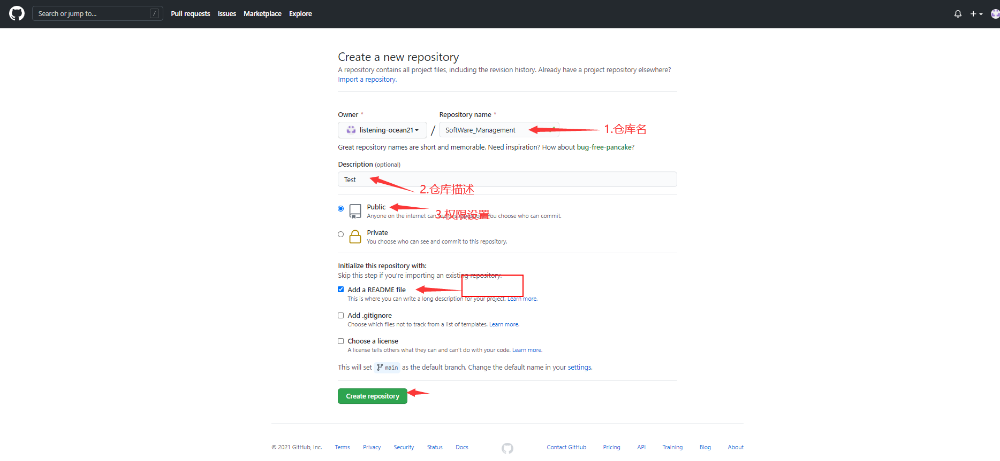 Search or jump to... /
Pull requests Issues Marketplace Explore
Create a new repository
A repository contains all project files, including the revision history. Already have a project repository elsewhere?
Import a repository.
Owner *
Repository name *
listening-ocean21 / SoftWare_Management
1.仓库名
Great repository names are short and memorable. Need inspiration? How about bug-free-pancake?
Description (optional)
Test
2.仓库描述
Public
3.权限设置
Anyone on the internet can see this repository. You choose who can commit.
Private
You choose who can see and commit to this repository.
Initialize this repository with:
Skip this step if you're importing an existing repository.
Add a README file
This is where you can write a long description for your project. Learn more.
Add .gitignore
Choose which files not to track from a list of templates. Learn more.
Choose a license
A license tells others what they can and can't do with your code. Learn more.
This will set main as the default branch. Change the default name in your settings.
Create repository
© 2021 GitHub, Inc. Terms Privacy Security Status Docs Contact GitHub Pricing API Training Blog About